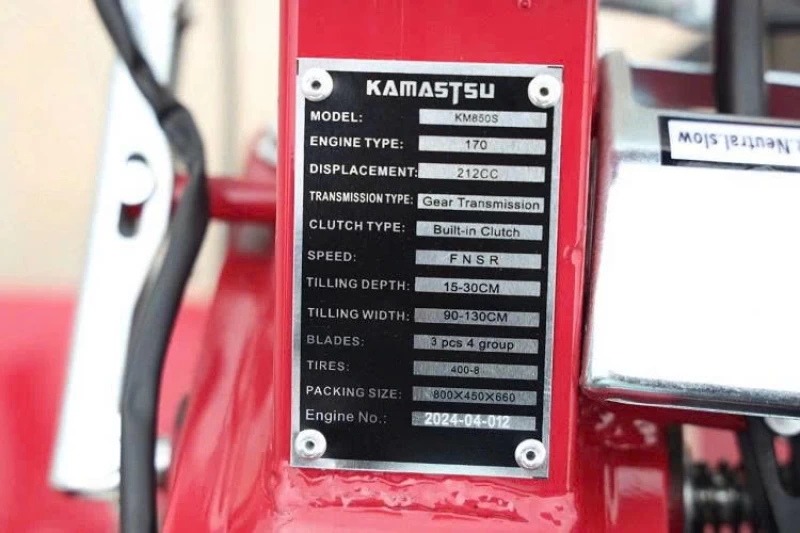 KAMASTSU
MODEL: KM850S
ENGINE TYPE: 170
DISPLACEMENT: 212CC
TRANSMISSION TYPE: Gear Transmission
CLUTCH TYPE: Built-in Clutch
SPEED: F N S R
TILLING DEPTH: 15-30CM
TILLING WIDTH: 90-130CM
BLADES: 3 pcs 4 group
TIRES: 400-8
PACKING SIZE: 800X450X660
Engine No.: 2024-04-012
.Neutral.slow